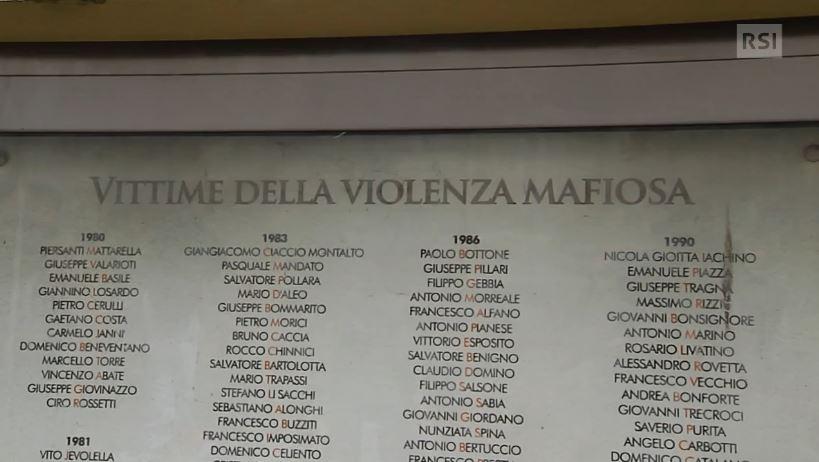 RSI
VITTIME DELLA VIOLENZA MAFIOSA
1980
PIERSANTI MATTARELLA
GIUSEPPE VALARIOTI
EMANUELE BASILE
GIANNINO LOSARDO
PIETRO CERULLI
GAETANO COSTA
CARMELO JANNÌ
DOMENICO BENEVENTANO
MARCELLO TORRE
VINCENZO ABATE
GIUSEPPE GIOVINAZZO
CIRO ROSSETTI
1981
VITO JEVOLELLA
1983
GIANGIACOMO CIACCIO MONTALTO
PASQUALE MANDATO
SALVATORE POLLARA
MARIO D'ALEO
GIUSEPPE BOMMARITO
PIETRO MORICI
BRUNO CACCIA
ROCCO CHINNICI
SALVATORE BARTOLOTTA
MARIO TRAPASSI
STEFANO LI SACCHI
SEBASTIANO ALONGHI
FRANCESCO BUZZITI
FRANCESCO IMPOSIMATO
DOMENICO CELIENTO
1986
PAOLO BOTTONE
GIUSEPPE PILLARI
FILIPPO GEBBIA
ANTONIO MORREALE
FRANCESCO ALFANO
ANTONIO PIANESE
VITTORIO ESPOSITO
SALVATORE BENIGNO
CLAUDIO DOMINO
FILIPPO SALSONE
ANTONIO SABIA
GIOVANNI GIORDANO
NUNZIATA SPINA
ANTONIO BERTUCCIO
FRANCESCO
1990
NICOLA GIOITTA IACHINO
EMANUELE PIAZZA
GIUSEPPE TRAGNA
MASSIMO RIZZI
GIOVANNI BONSIGNORE
ANTONIO MARINO
ROSARIO LIVATINO
ALESSANDRO ROVETTA
FRANCESCO VECCHIO
ANDREA BONFORTE
GIOVANNI TRECROCI
SAVERIO PURITA
ANGELO CARBOTTI
DOMENICO CATALANO